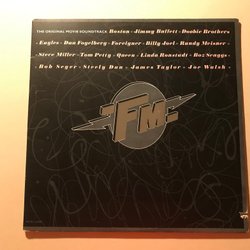 THE ORIGINAL MOVIE SOUNDTRACK Boston - Jimmy Buffett - Doobie Brothers
- Eagles - Dan Fogelberg - Foreigner - Billy Joel - Randy Meisner -
- Steve Miller - Tom Petty - Queen - Linda Ronstadt - Boz Scaggs -
Bob Seger - Steely Dan - James Taylor - Joe Walsh -
FM